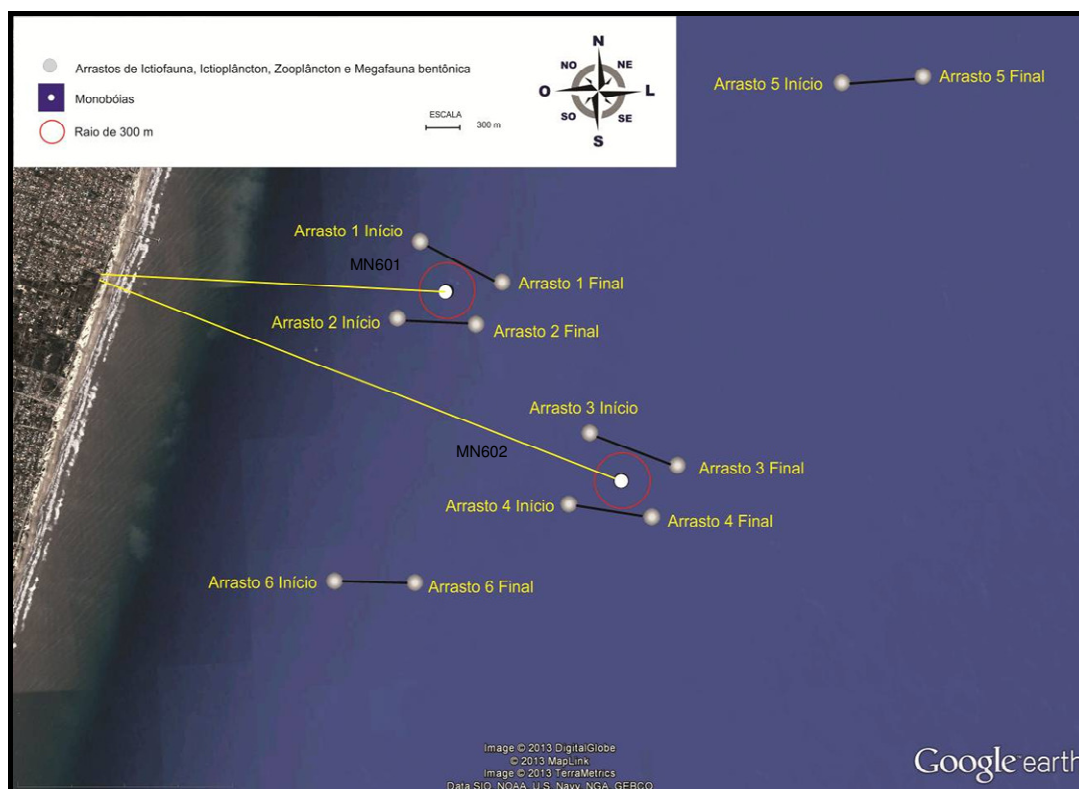 Arrastos de Ictiofauna, Ictioplâncton, Zooplâncton e Megafauna bentônica
Monobóias
Raio de 300 m
ESCALA
300 m
N
NO
NE
O
L
SO
SE
S
Arrasto 5 Início
Arrasto 5 Final
Arrasto 1 Início
MN601
Arrasto 1 Final
Arrasto 2 Início
Arrasto 2 Final
Arrasto 3 Início
MN602
Arrasto 3 Final
Arrasto 4 Início
Arrasto 4 Final
Arrasto 6 Início
Arrasto 6 Final
Image © 2013 DigitalGlobe
© 2013 MapLink
Image © 2013 TerraMetrics
Data SIO, NOAA, U.S. Navy, NGA, GEBCO
Google earth